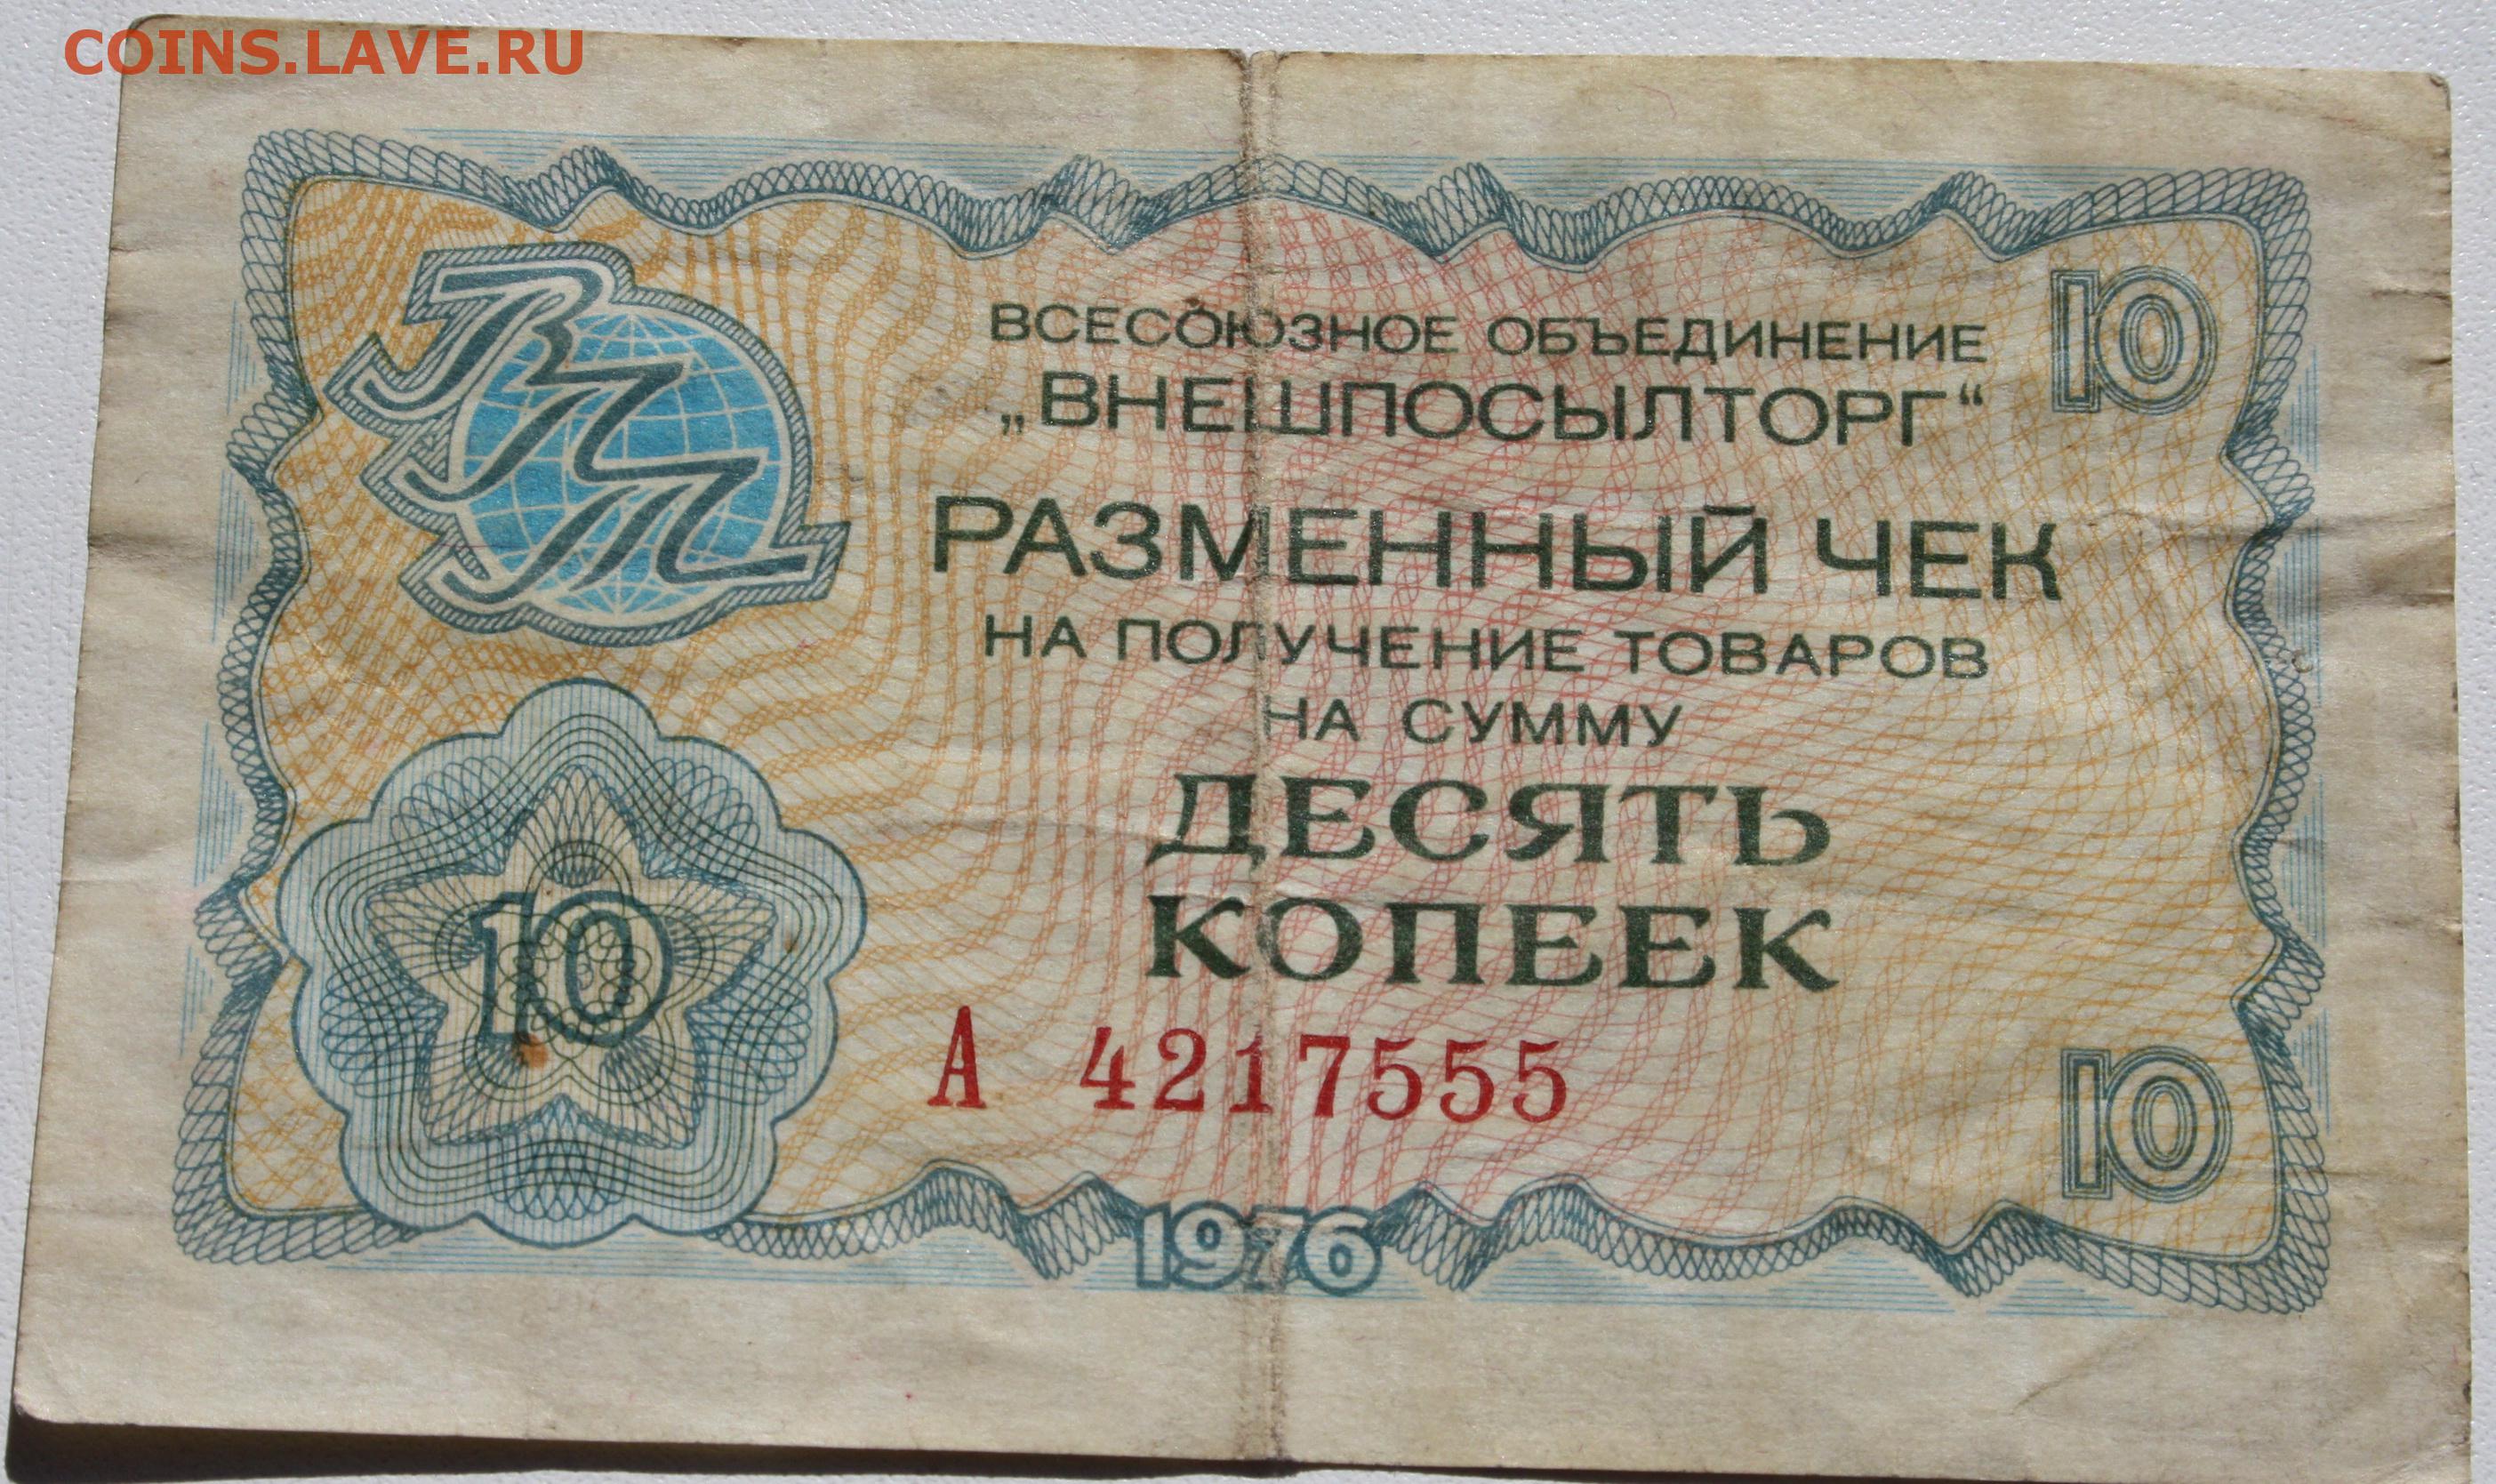 COINS.LAVE.RU
ВПТ
ВСЕСОЮЗНОЕ ОБЪЕДИНЕНИЕ
„ВНЕШПОСЫЛТОРГ“
10
РАЗМЕННЫЙ ЧЕК
НА ПОЛУЧЕНИЕ ТОВАРОВ
НА СУММУ
ДЕСЯТЬ
КОПЕЕК
10
А 4217555
10
1976